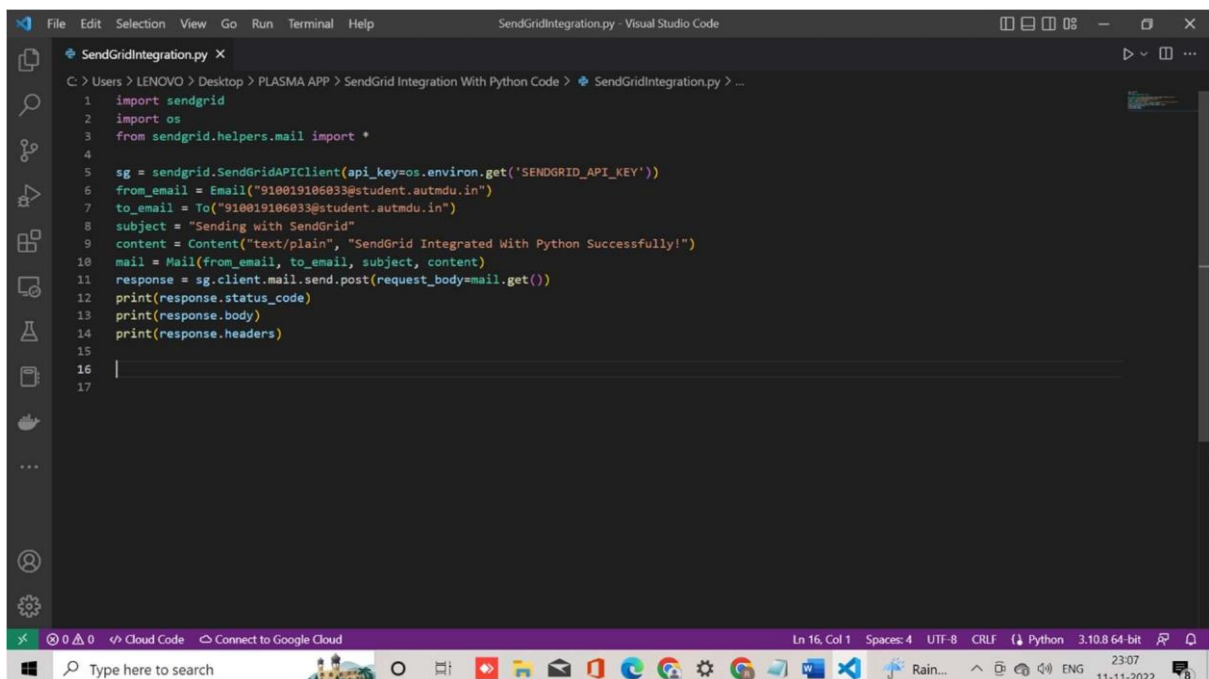 File Edit Selection View Go Run Terminal Help SendGridIntegration.py - Visual Studio Code
SendGridIntegration.py
C: > Users > LENOVO > Desktop > PLASMA APP > SendGrid Integration With Python Code > SendGridIntegration.py > ...
1 import sendgrid
2 import os
3 from sendgrid.helpers.mail import *
4
5 sg = sendgrid.SendGridAPIClient(api_key=os.environ.get('SENDGRID_API_KEY'))
6 from_email = Email("910019106033@student.autmdu.in")
7 to_email = To("910019106033@student.autmdu.in")
8 subject = "Sending with SendGrid"
9 content = Content("text/plain", "SendGrid Integrated With Python Successfully!")
10 mail = Mail(from_email, to_email, subject, content)
11 response = sg.client.mail.send.post(request_body=mail.get())
12 print(response.status_code)
13 print(response.body)
14 print(response.headers)
15
16
17
0 0 Cloud Code Connect to Google Cloud Ln 16, Col 1 Spaces: 4 UTF-8 CRLF Python 3.10.8 64-bit
Type here to search Rain... ENG 23:07
11-11-2022 8